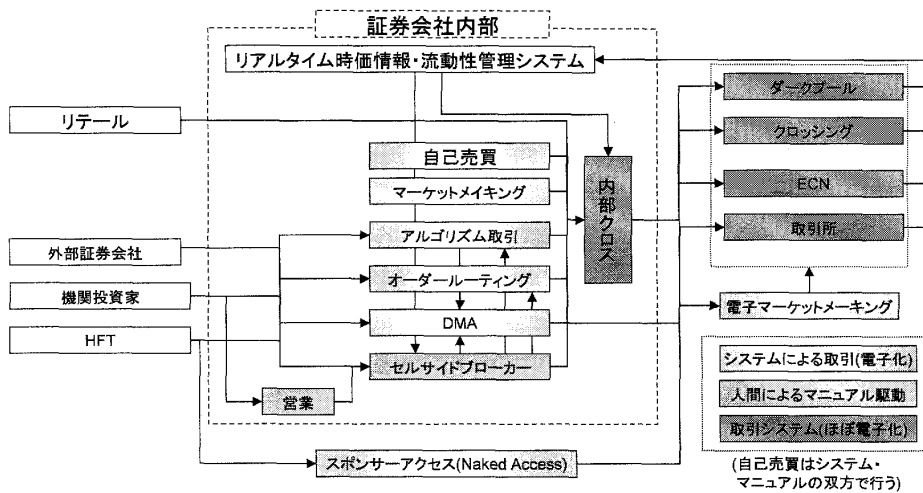 証券会社内部
リアルタイム時価情報・流動性管理システム
リテール
自己売買
マーケットメイキング
アルゴリズム取引
オーダールーティング
DMA
セルサイドブローカー
外部証券会社
機関投資家
HFT
営業
スポンサーアクセス(Naked Access)
内部クロス
ダークプール
クロッシング
ECN
取引所
電子マーケットメーキング
システムによる取引(電子化)
人間によるマニュアル駆動
取引システム(ほぼ電子化)
(自己売買はシステム・
マニュアルの双方で行う)